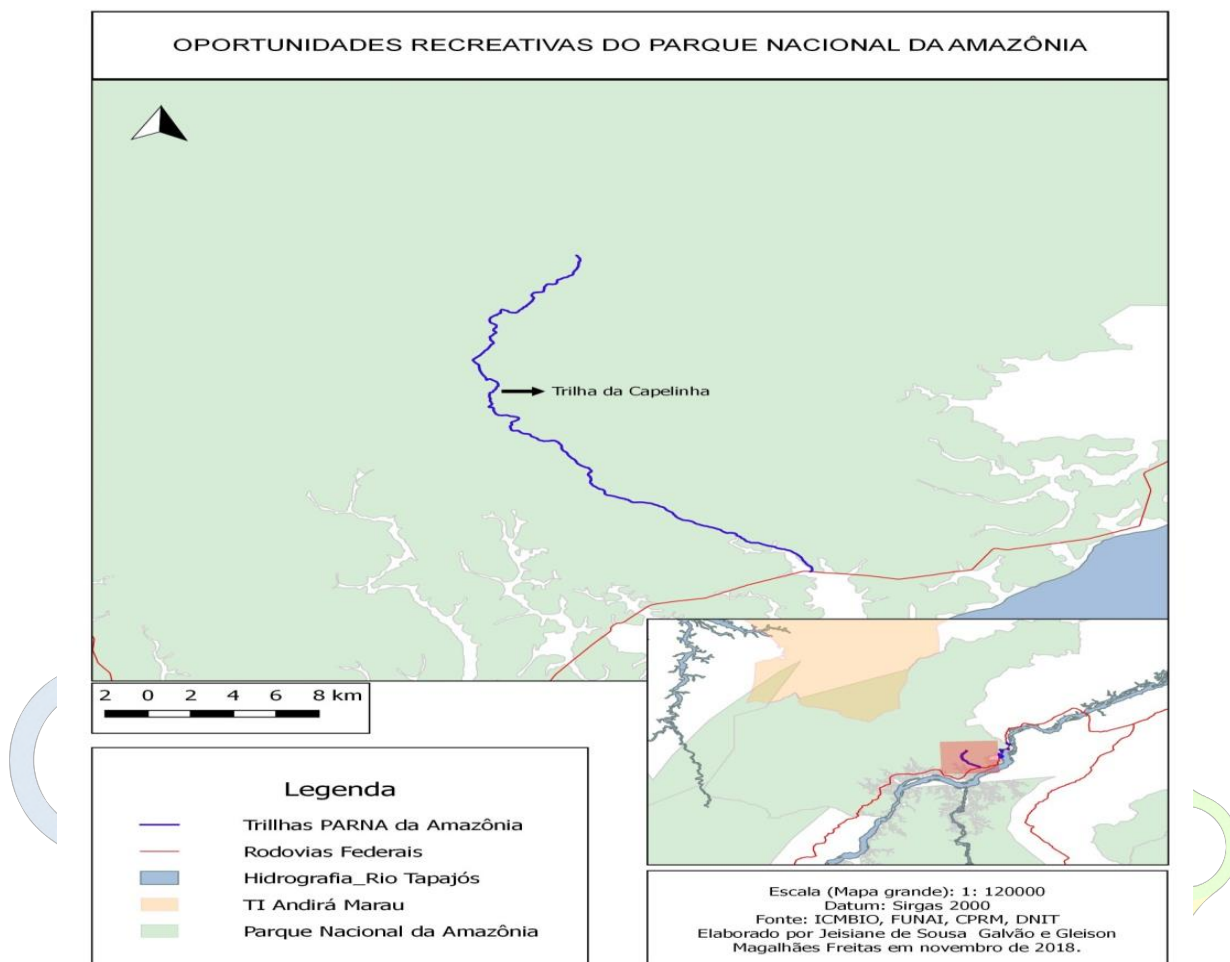 OPORTUNIDADES RECREATIVAS DO PARQUE NACIONAL DA AMAZÔNIA
Trilha da Capelinha
2 0 2 4 6 8 km
Legenda
Trillhas PARNA da Amazônia
Rodovias Federais
Hidrografia_Rio Tapajós
TI Andirá Marau
Parque Nacional da Amazônia
Escala (Mapa grande): 1: 120000
Datum: Sirgas 2000
Fonte: ICMBIO, FUNAI, CPRM, DNIT
Elaborado por Jeisiane de Sousa Galvão e Gleison
Magalhães Freitas em novembro de 2018.